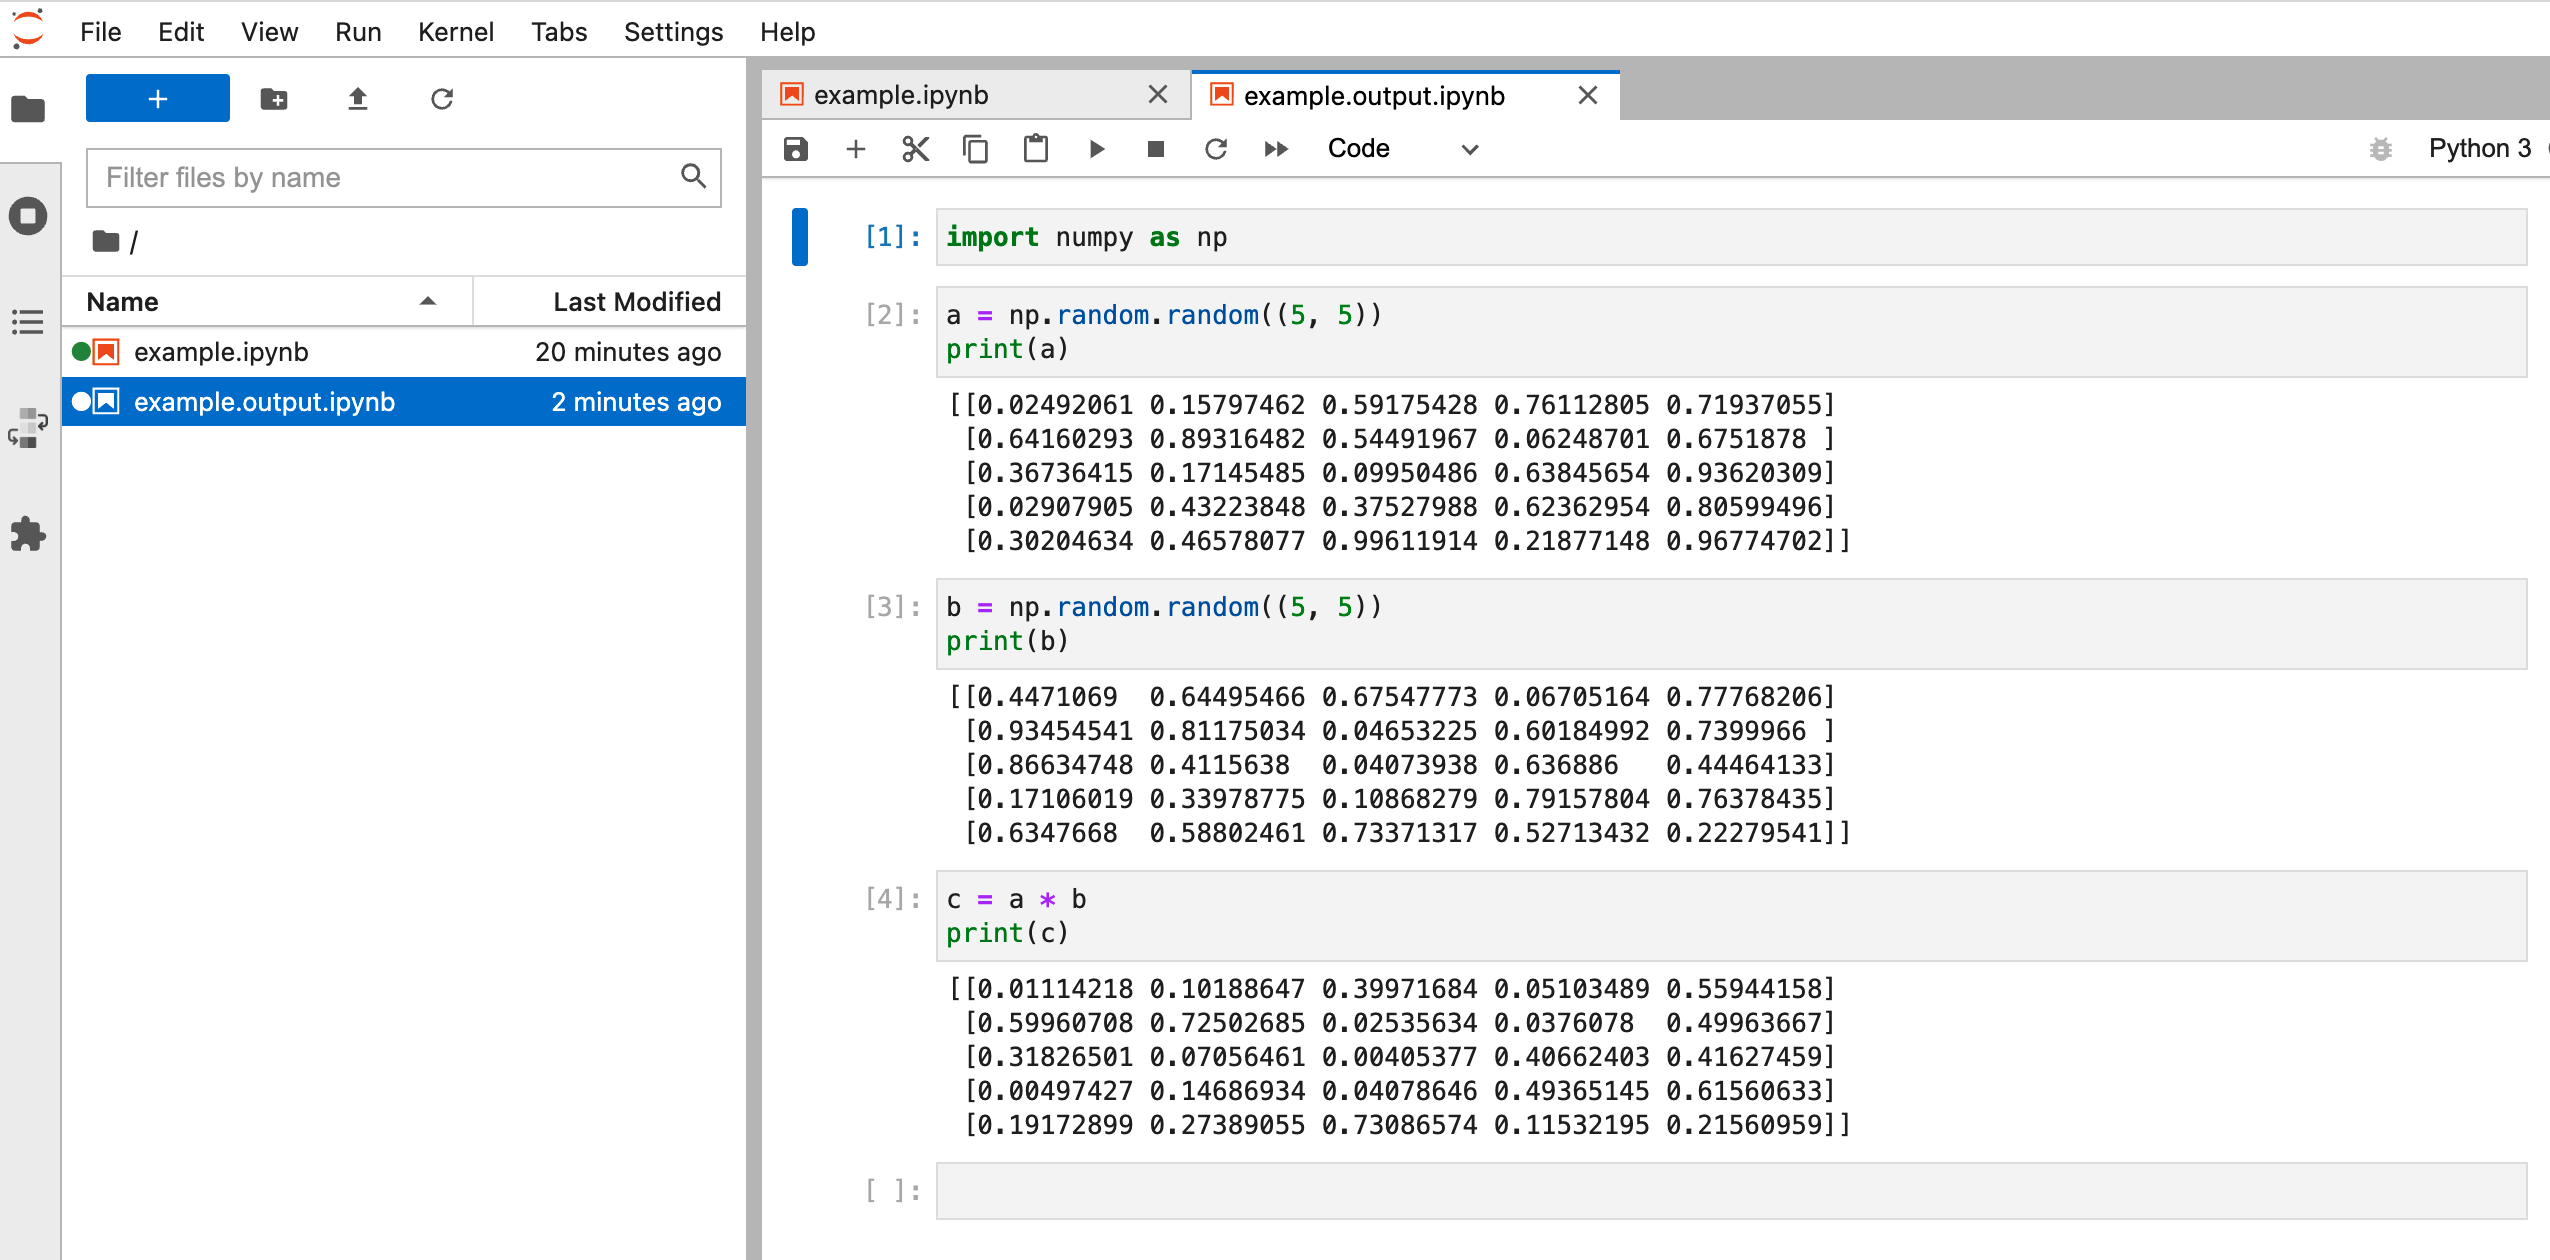 File Edit View Run Kernel Tabs Settings Help
+
Filter files by name
/
Name Last Modified
example.ipynb 20 minutes ago
example.output.ipynb 2 minutes ago
example.ipynb example.output.ipynb
Code Python 3
[1]: import numpy as np
[2]: a = np.random.random((5, 5))
print(a)
[[0.02492061 0.15797462 0.59175428 0.76112805 0.71937055]
 [0.64160293 0.89316482 0.54491967 0.06248701 0.6751878 ]
 [0.36736415 0.17145485 0.09950486 0.63845654 0.93620309]
 [0.02907905 0.43223848 0.37527988 0.62362954 0.80599496]
 [0.30204634 0.46578077 0.99611914 0.21877148 0.96774702]]
[3]: b = np.random.random((5, 5))
print(b)
[[0.4471069  0.64495466 0.67547773 0.06705164 0.77768206]
 [0.93454541 0.81175034 0.04653225 0.60184992 0.7399966 ]
 [0.86634748 0.4115638  0.04073938 0.636886   0.44464133]
 [0.17106019 0.33978775 0.10868279 0.79157804 0.76378435]
 [0.6347668  0.58802461 0.73371317 0.52713432 0.22279541]]
[4]: c = a * b
print(c)
[[0.01114218 0.10188647 0.39971684 0.05103489 0.55944158]
 [0.59960708 0.72502685 0.02535634 0.0376078  0.49963667]
 [0.31826501 0.07056461 0.00405377 0.40662403 0.41627459]
 [0.00497427 0.14686934 0.04078646 0.49365145 0.61560633]
 [0.19172899 0.27389055 0.73086574 0.11532195 0.21560959]]
[ ]: